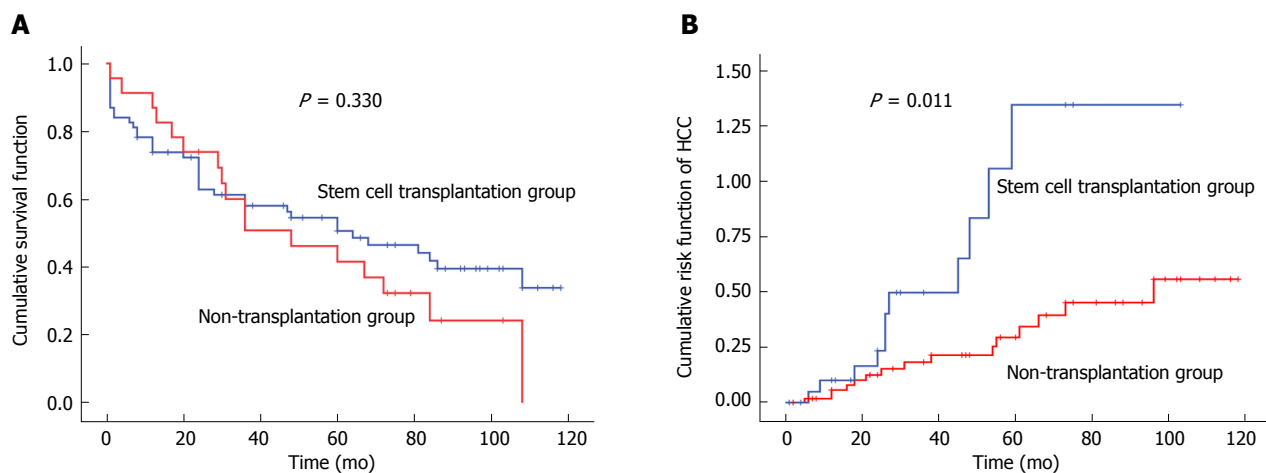 A
Cumulative survival function
1.0
0.8
0.6
0.4
0.2
0.0
P = 0.330
Stem cell transplantation group
Non-transplantation group
0 20 40 60 80 100 120
Time (mo)
B
Cumulative risk function of HCC
1.50
1.25
1.00
0.75
0.50
0.25
0.00
P = 0.011
Stem cell transplantation group
Non-transplantation group
0 20 40 60 80 100 120
Time (mo)